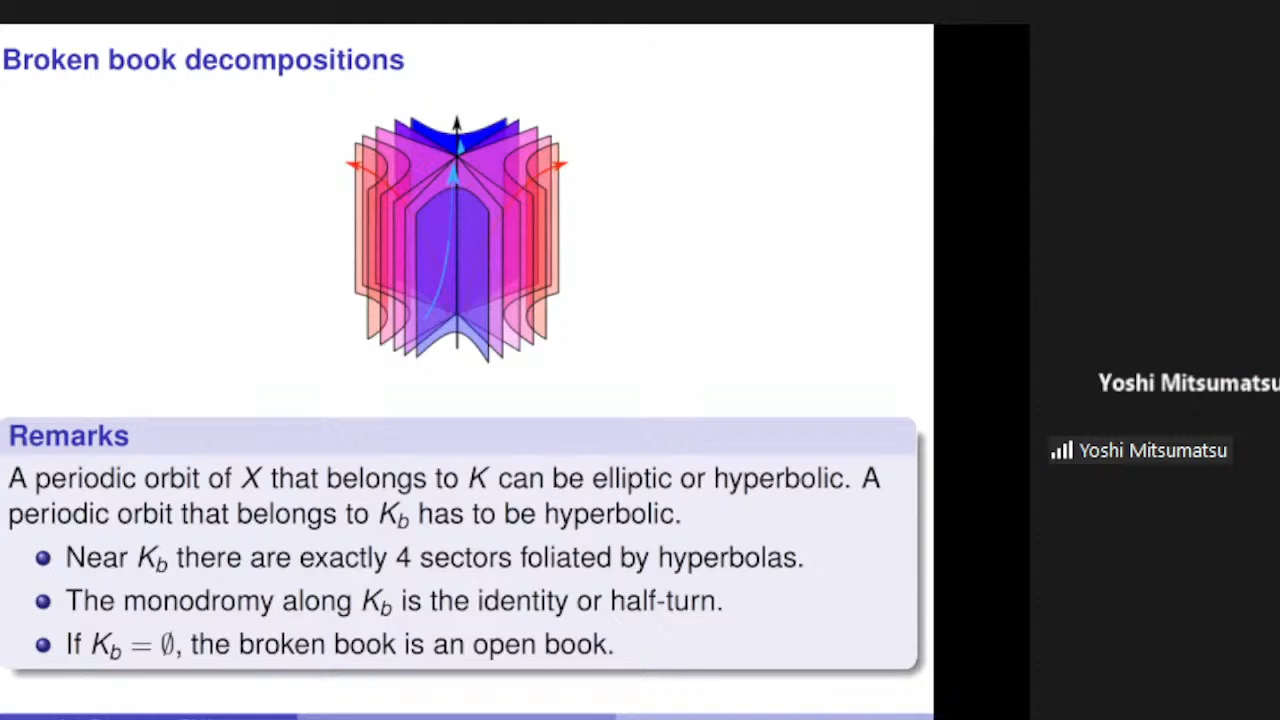 Broken book decompositions
Remarks
A periodic orbit of X that belongs to K can be elliptic or hyperbolic. A
periodic orbit that belongs to K_b has to be hyperbolic.
Near K_b there are exactly 4 sectors foliated by hyperbolas.
The monodromy along K_b is the identity or half-turn.
If K_b = ∅, the broken book is an open book.
Yoshi Mitsumatsu
Yoshi Mitsumatsu